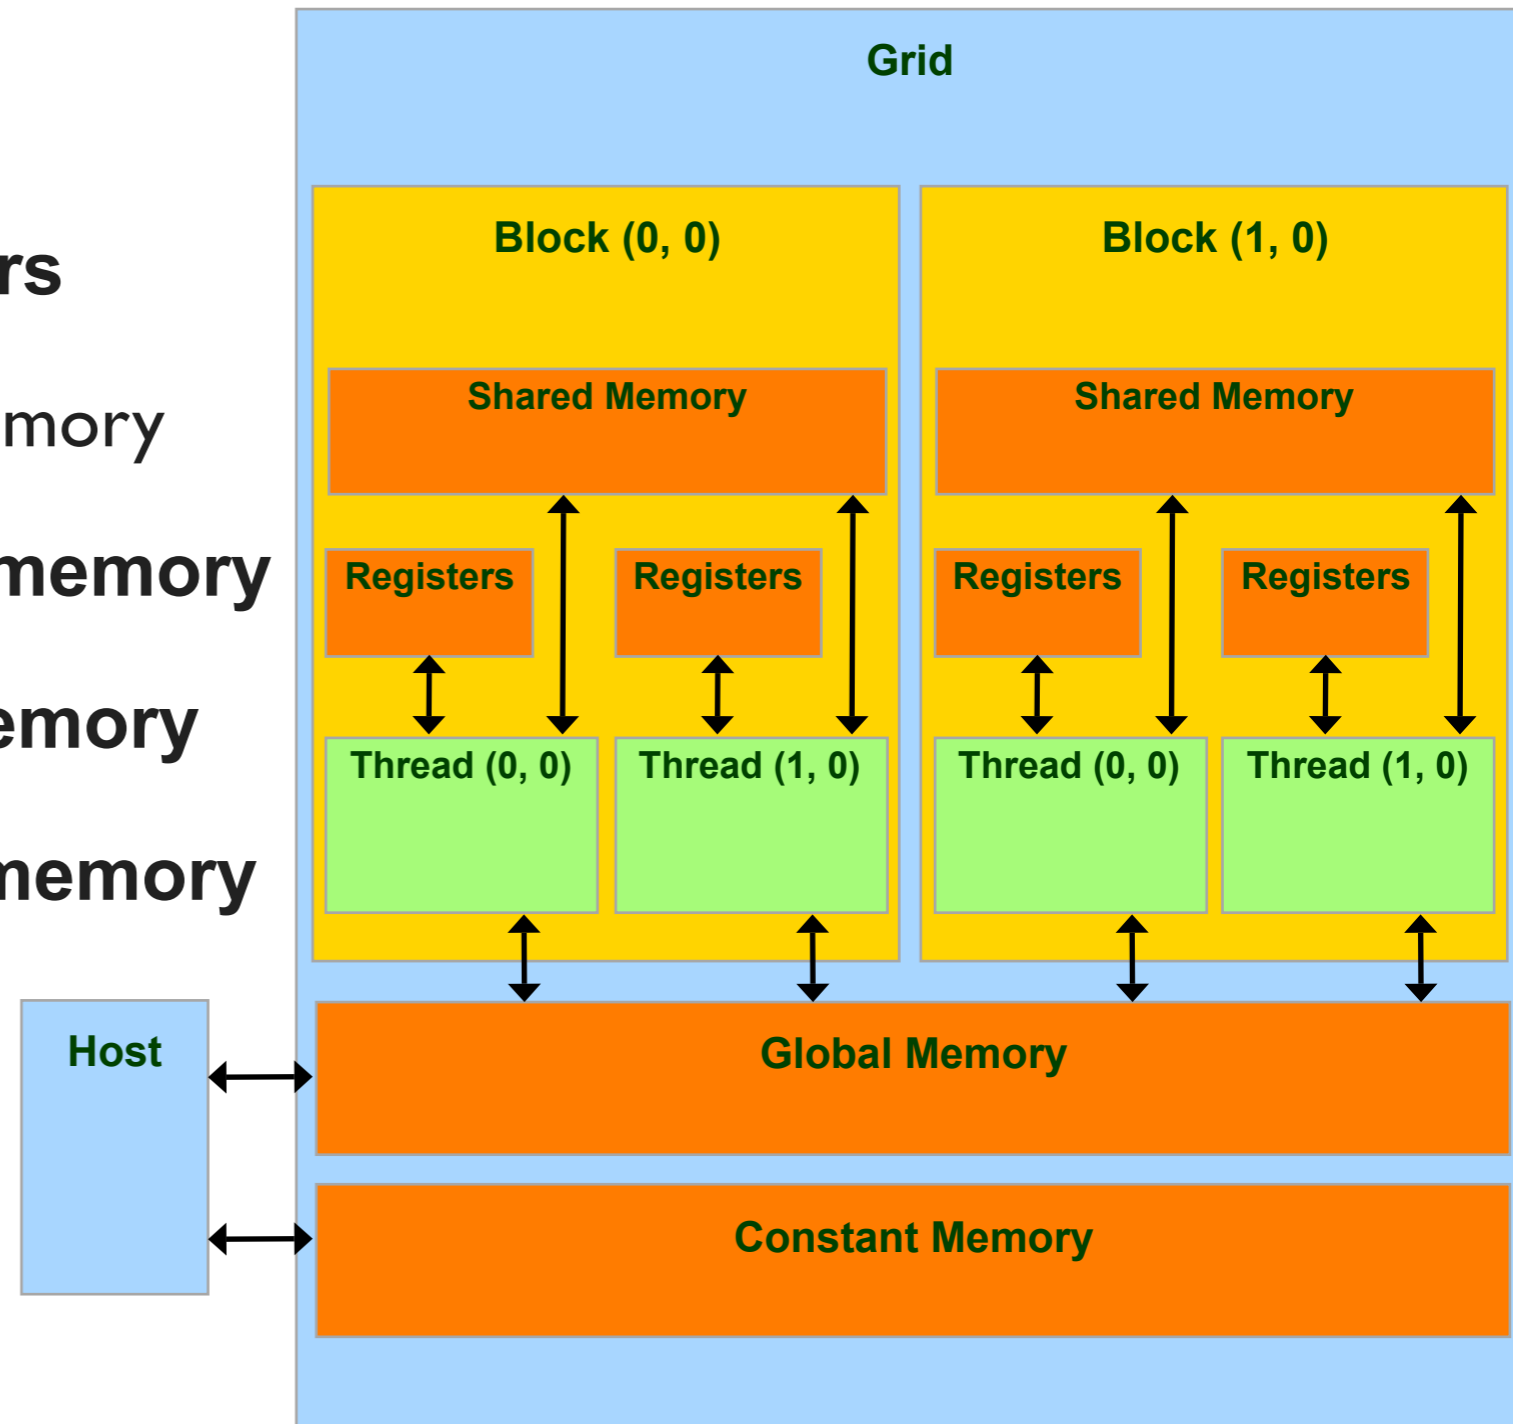 Grid
Block (0, 0)
Block (1, 0)
rs
Shared Memory
Shared Memory
mory
Registers
Registers
Registers
Registers
memory
emory
Thread (0, 0)
Thread (1, 0)
Thread (0, 0)
Thread (1, 0)
memory
Host
Global Memory
Constant Memory